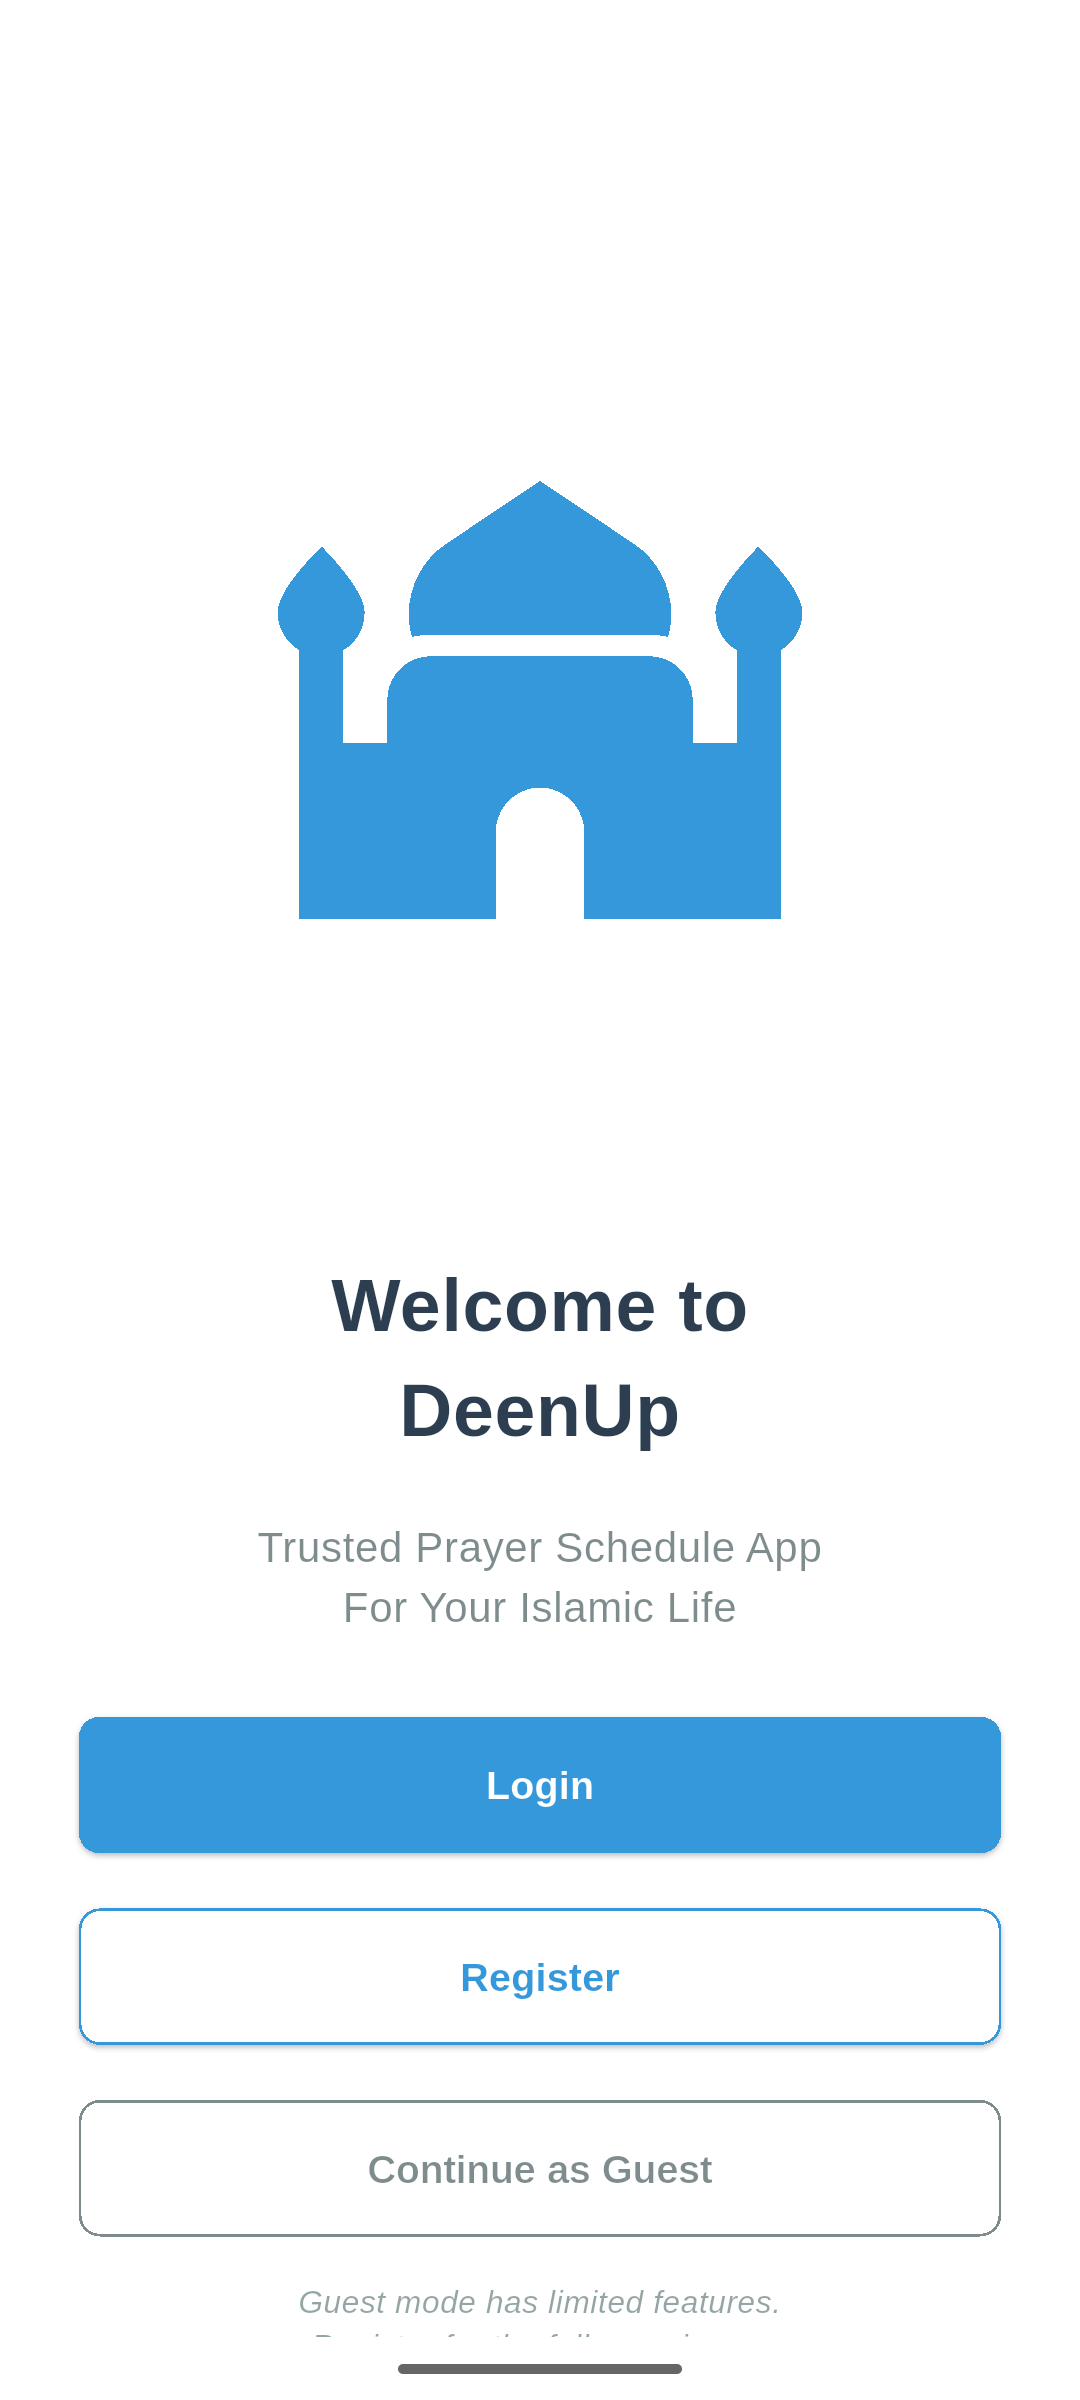 Welcome to
DeenUp
Trusted Prayer Schedule App
For Your Islamic Life
Login
Register
Continue as Guest
Guest mode has limited features.